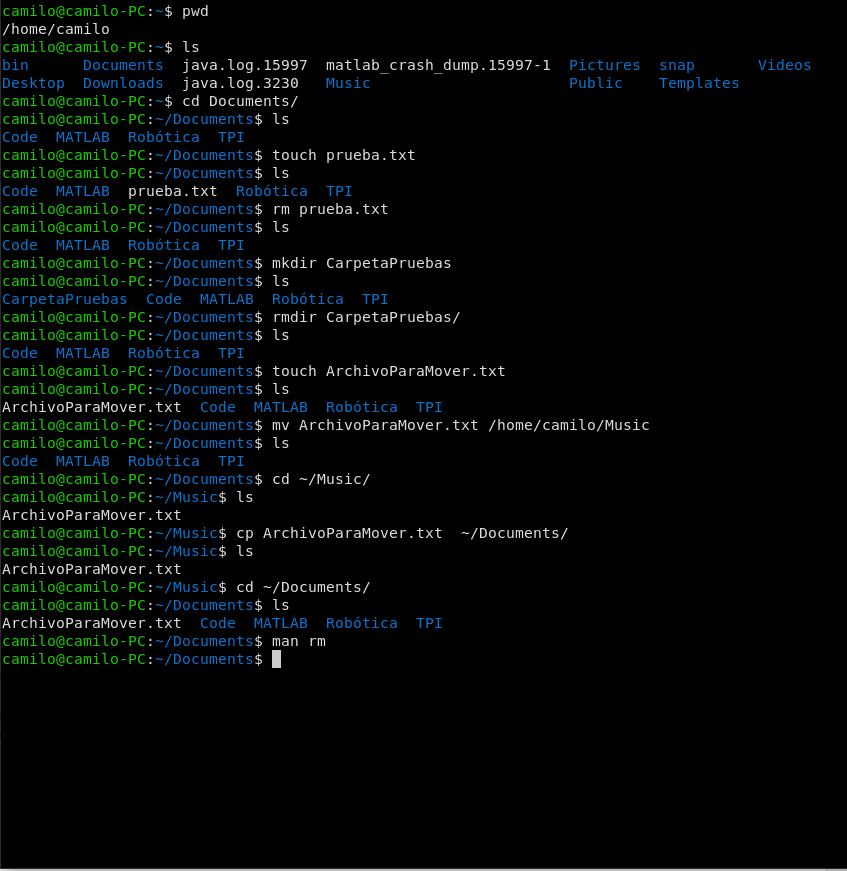 camilo@camilo-PC:~$ pwd
/home/camilo
camilo@camilo-PC:~$ ls
bin      Documents  java.log.15997  matlab_crash_dump.15997-1  Pictures  snap       Videos
Desktop  Downloads  java.log.3230   Music                      Public    Templates
camilo@camilo-PC:~$ cd Documents/
camilo@camilo-PC:~/Documents$ ls
Code  MATLAB  Robótica  TPI
camilo@camilo-PC:~/Documents$ touch prueba.txt
camilo@camilo-PC:~/Documents$ ls
Code  MATLAB  prueba.txt  Robótica  TPI
camilo@camilo-PC:~/Documents$ rm prueba.txt
camilo@camilo-PC:~/Documents$ ls
Code  MATLAB  Robótica  TPI
camilo@camilo-PC:~/Documents$ mkdir CarpetaPruebas
camilo@camilo-PC:~/Documents$ ls
CarpetaPruebas  Code  MATLAB  Robótica  TPI
camilo@camilo-PC:~/Documents$ rmdir CarpetaPruebas/
camilo@camilo-PC:~/Documents$ ls
Code  MATLAB  Robótica  TPI
camilo@camilo-PC:~/Documents$ touch ArchivoParaMover.txt
camilo@camilo-PC:~/Documents$ ls
ArchivoParaMover.txt  Code  MATLAB  Robótica  TPI
camilo@camilo-PC:~/Documents$ mv ArchivoParaMover.txt /home/camilo/Music
camilo@camilo-PC:~/Documents$ ls
Code  MATLAB  Robótica  TPI
camilo@camilo-PC:~/Documents$ cd ~/Music/
camilo@camilo-PC:~/Music$ ls
ArchivoParaMover.txt
camilo@camilo-PC:~/Music$ cp ArchivoParaMover.txt  ~/Documents/
camilo@camilo-PC:~/Music$ ls
ArchivoParaMover.txt
camilo@camilo-PC:~/Music$ cd ~/Documents/
camilo@camilo-PC:~/Documents$ ls
ArchivoParaMover.txt  Code  MATLAB  Robótica  TPI
camilo@camilo-PC:~/Documents$ man rm
camilo@camilo-PC:~/Documents$